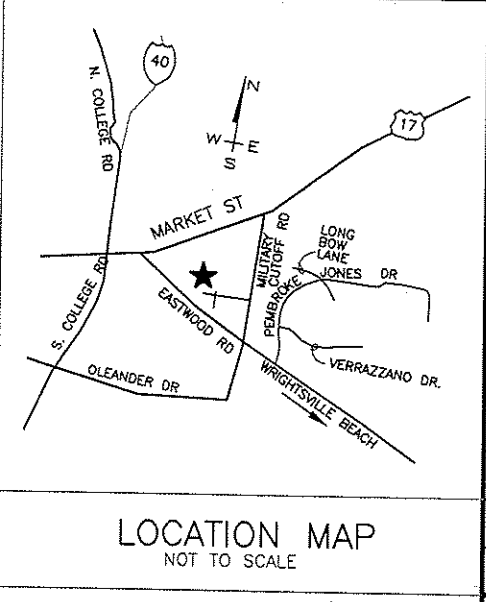 N. COLLEGE RD
40
N
W E
S
17
MARKET ST
MILITARY
CUTOFF RD
LONG
BOW
LANE
PEMBROKE JONES DR
S. COLLEGE RD
EASTWOOD RD
OLEANDER DR
VERRAZZANO DR.
WRIGHTSVILLE BEACH
LOCATION MAP
NOT TO SCALE